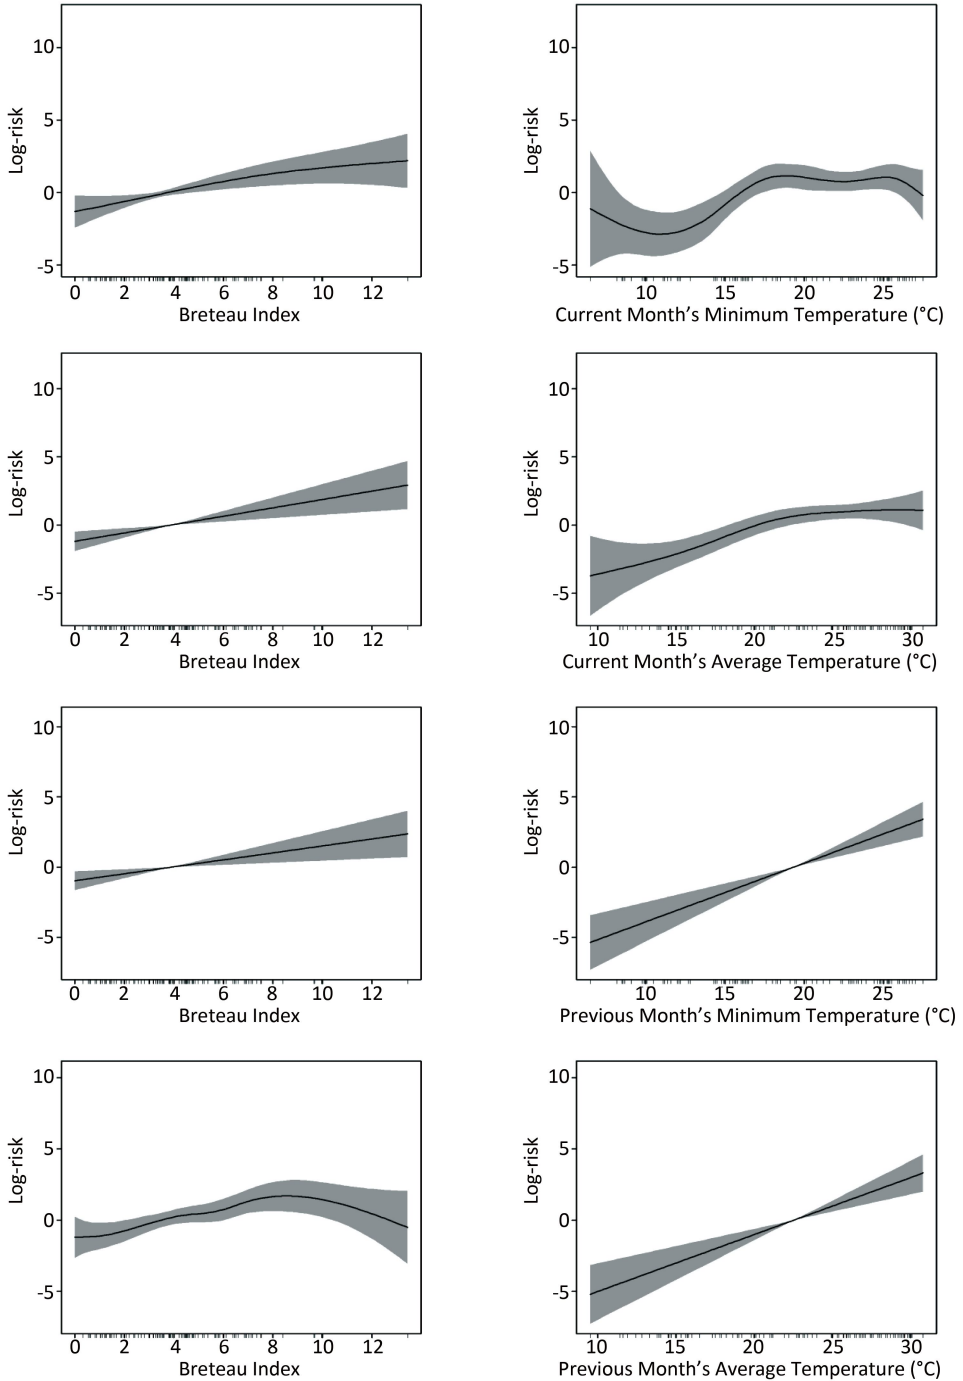 10
5
0
-5
Log-risk
0 2 4 6 8 10 12
Breteau Index
10
5
0
-5
Log-risk
10 15 20 25
Current Month’s Minimum Temperature (°C)
10
5
0
-5
Log-risk
0 2 4 6 8 10 12
Breteau Index
10
5
0
-5
Log-risk
10 15 20 25 30
Current Month’s Average Temperature (°C)
10
5
0
-5
Log-risk
0 2 4 6 8 10 12
Breteau Index
10
5
0
-5
Log-risk
10 15 20 25
Previous Month’s Minimum Temperature (°C)
10
5
0
-5
Log-risk
0 2 4 6 8 10 12
Breteau Index
10
5
0
-5
Log-risk
10 15 20 25 30
Previous Month’s Average Temperature (°C)